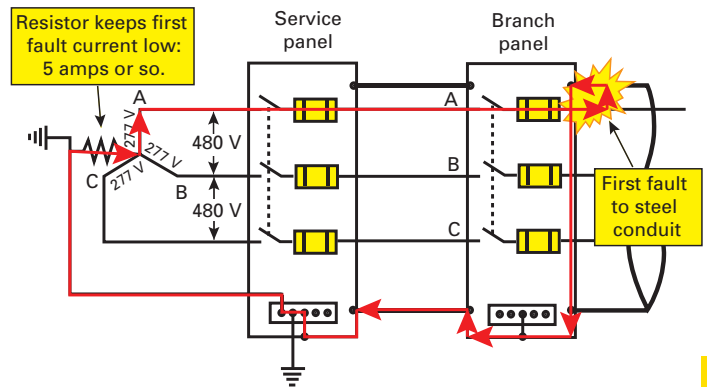 Resistor keeps first
fault current low:
5 amps or so.
Service
panel
Branch
panel
A
A
277 V
277 V
277 V
480 V
B
B
C
480 V
C
First fault
to steel
conduit